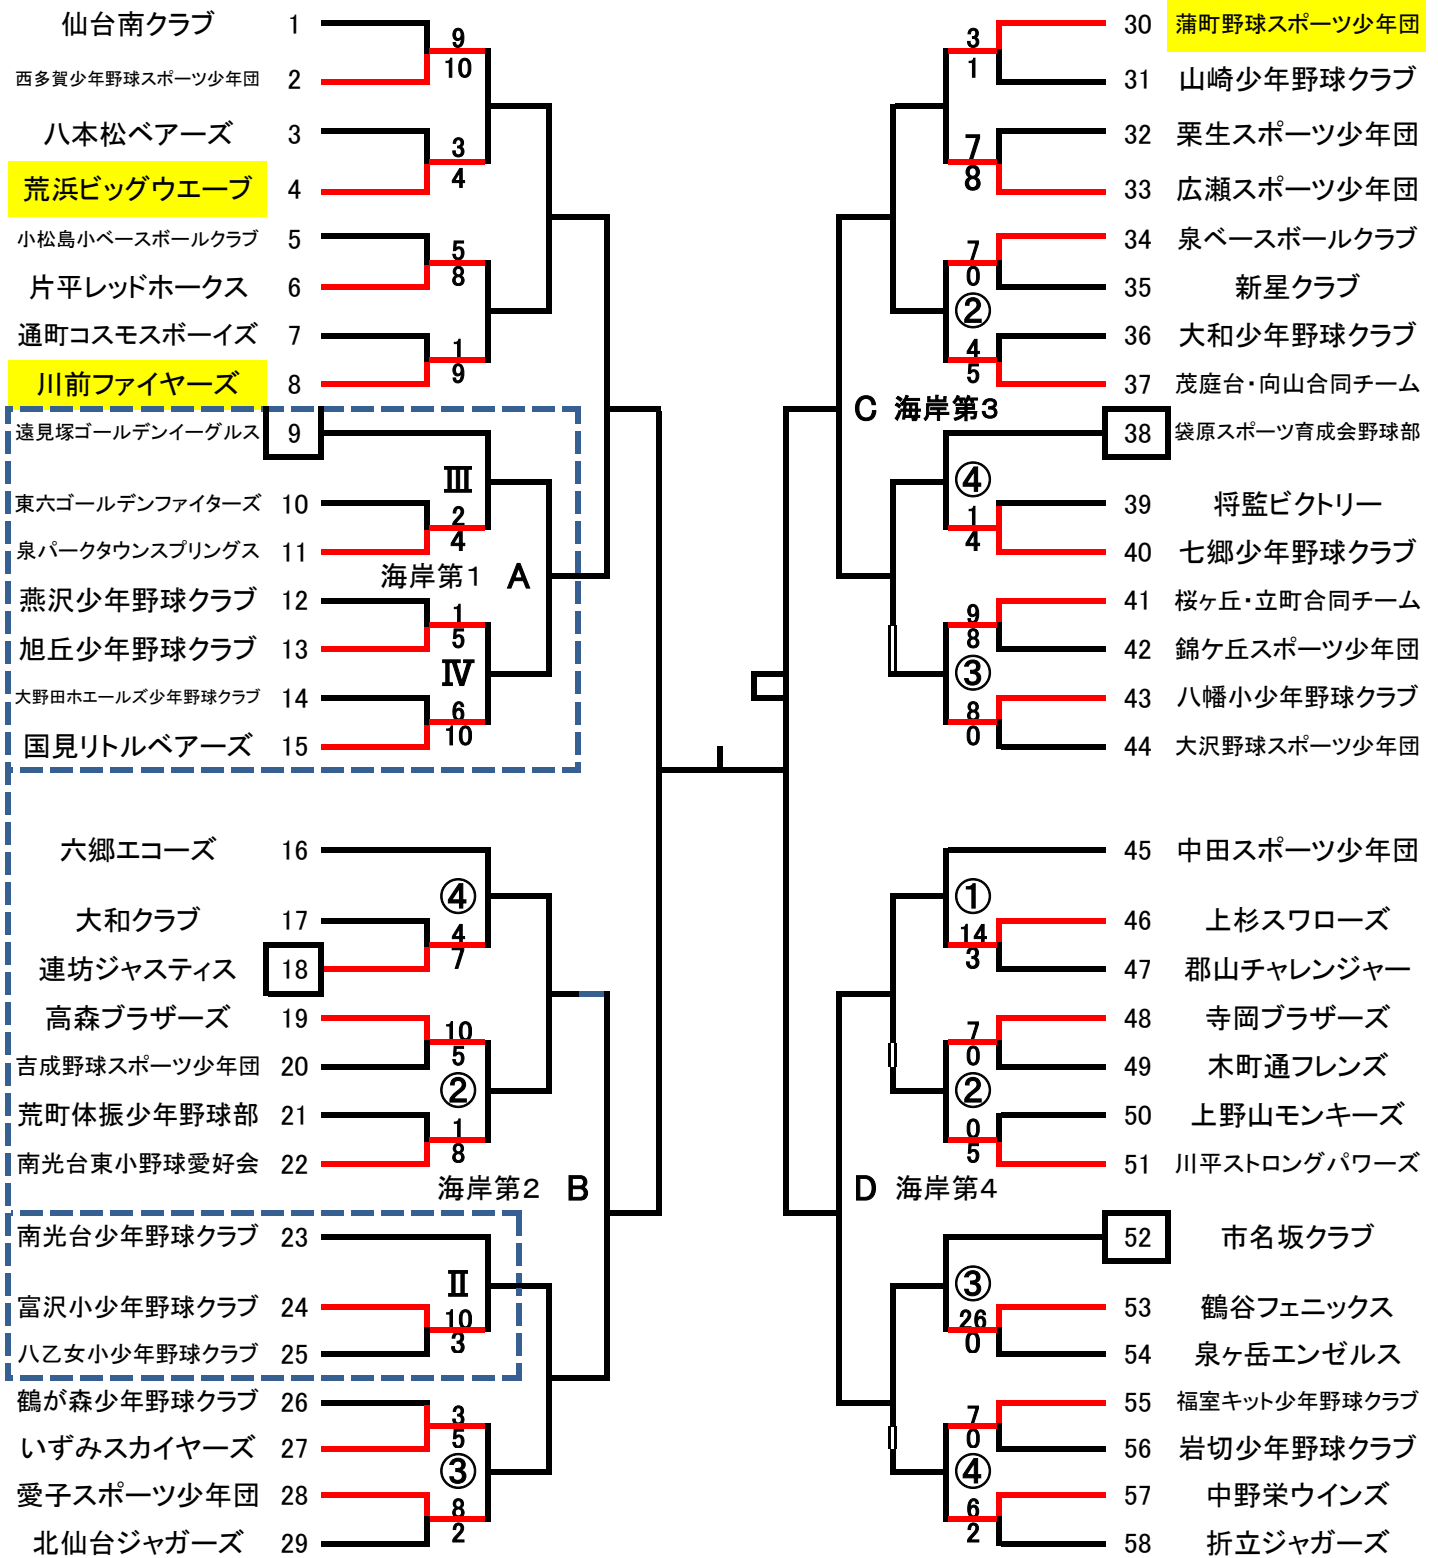 仙台南クラブ 1
西多賀少年野球スポーツ少年団 2
9
10
八本松ベアーズ 3
荒浜ビッグウエーブ 4
3
4
小松島小ベースボールクラブ 5
片平レッドホークス 6
5
8
通町コスモスボーイズ 7
川前ファイヤーズ 8
1
9
遠見塚ゴールデンイーグルス 9
Ⅲ
東六ゴールデンファイターズ 10
泉パークタウンスプリングス 11
2
4
海岸第1 A
燕沢少年野球クラブ 12
旭丘少年野球クラブ 13
1
5
Ⅳ
大野田ホエールズ少年野球クラブ 14
国見リトルベアーズ 15
6
10
六郷エコーズ 16
④
大和クラブ 17
連坊ジャスティス 18
4
7
高森ブラザーズ 19
吉成野球スポーツ少年団 20
10
5
②
荒町体振少年野球部 21
南光台東小野球愛好会 22
1
8
海岸第2 B
南光台少年野球クラブ 23
Ⅱ
富沢小少年野球クラブ 24
八乙女小少年野球クラブ 25
10
3
鶴が森少年野球クラブ 26
いずみスカイヤーズ 27
3
5
③
愛子スポーツ少年団 28
北仙台ジャガーズ 29
8
2
30 蒲町野球スポーツ少年団
31 山崎少年野球クラブ
3
1
32 栗生スポーツ少年団
33 広瀬スポーツ少年団
7
8
34 泉ベースボールクラブ
35 新星クラブ
7
0
②
36 大和少年野球クラブ
37 茂庭台・向山合同チーム
4
5
C 海岸第3
38 袋原スポーツ育成会野球部
④
39 将監ビクトリー
40 七郷少年野球クラブ
1
4
41 桜ヶ丘・立町合同チーム
42 錦ケ丘スポーツ少年団
9
8
③
43 八幡小少年野球クラブ
44 大沢野球スポーツ少年団
8
0
45 中田スポーツ少年団
①
46 上杉スワローズ
47 郡山チャレンジャー
14
3
48 寺岡ブラザーズ
49 木町通フレンズ
7
0
②
50 上野山モンキーズ
51 川平ストロングパワーズ
0
5
D 海岸第4
52 市名坂クラブ
③
53 鶴谷フェニックス
54 泉ヶ岳エンゼルス
26
0
55 福室キット少年野球クラブ
56 岩切少年野球クラブ
7
0
④
57 中野栄ウインズ
58 折立ジャガーズ
6
2